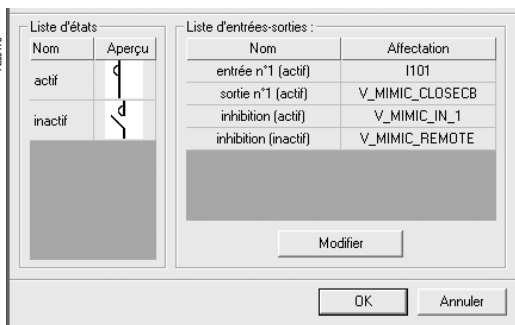 Liste d'états
Nom Aperçu
actif
inactif
Liste d'entrées-sorties :
Nom Affectation
entrée n°1 (actif) I101
sortie n°1 (actif) V_MIMIC_CLOSECB
inhibition (actif) V_MIMIC_IN_1
inhibition (inactif) V_MIMIC_REMOTE
Modifier
OK Annuler